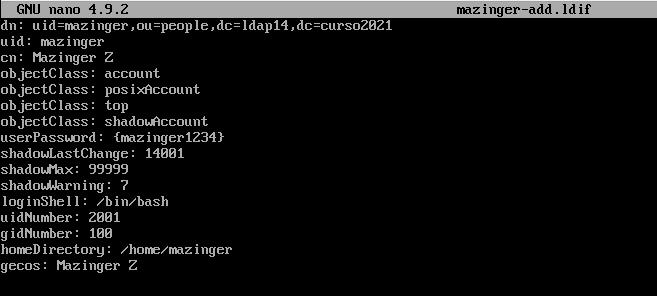 GNU nano 4.9.2 mazinger-add.ldif
dn: uid=mazinger,ou=people,dc=ldap14,dc=curso2021
uid: mazinger
cn: Mazinger Z
objectClass: account
objectClass: posixAccount
objectClass: top
objectClass: shadowAccount
userPassword: {mazinger1234}
shadowLastChange: 14001
shadowMax: 99999
shadowWarning: 7
loginShell: /bin/bash
uidNumber: 2001
gidNumber: 100
homeDirectory: /home/mazinger
gecos: Mazinger Z